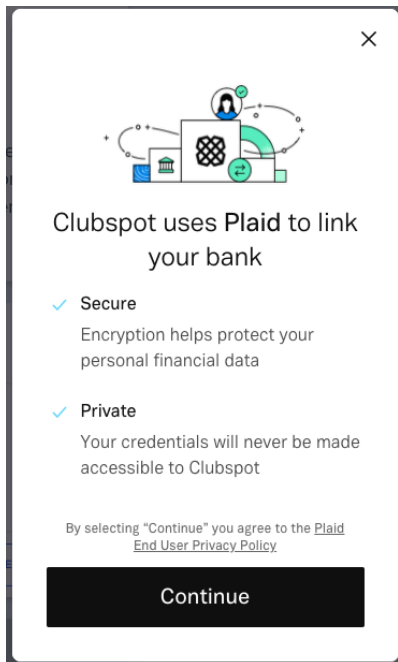 Clubspot uses Plaid to link
your bank
Secure
Encryption helps protect your
personal financial data
Private
Your credentials will never be made
accessible to Clubspot
By selecting “Continue” you agree to the Plaid
End User Privacy Policy
Continue